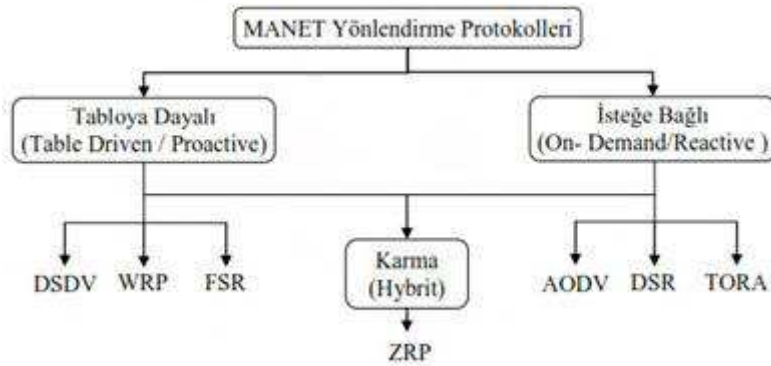 MANET Yönlendirme Protokolleri
Tabloya Dayalı
(Table Driven / Proactive)
İsteğe Bağlı
(On- Demand/Reactive )
DSDV
WRP
FSR
Karma
(Hybrit)
AODV
DSR
TORA
ZRP